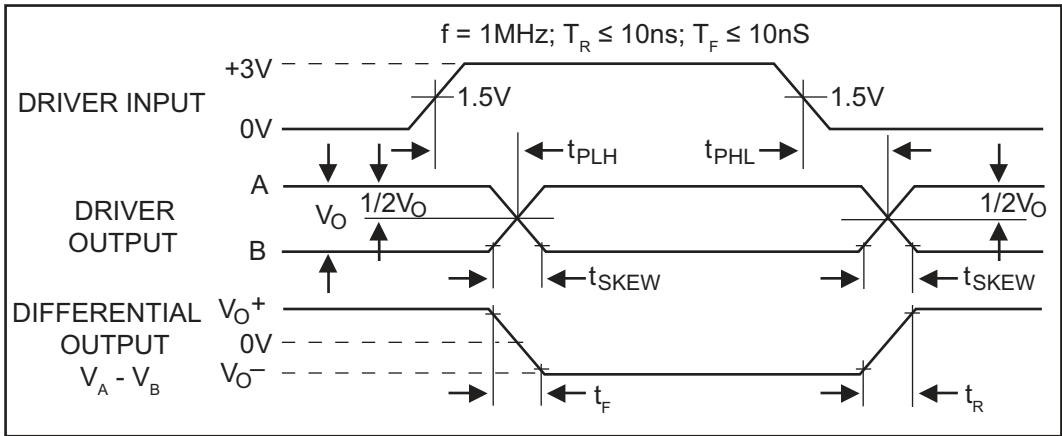 f = 1MHz; T_R ≤ 10ns; T_F ≤ 10nS
+3V
DRIVER INPUT
1.5V
1.5V
0V
t_PLH
t_PHL
A
DRIVER
OUTPUT
V_O
1/2V_O
1/2V_O
B
t_SKEW
t_SKEW
DIFFERENTIAL
OUTPUT
V_A - V_B
V_O+
0V
V_O–
t_F
t_R